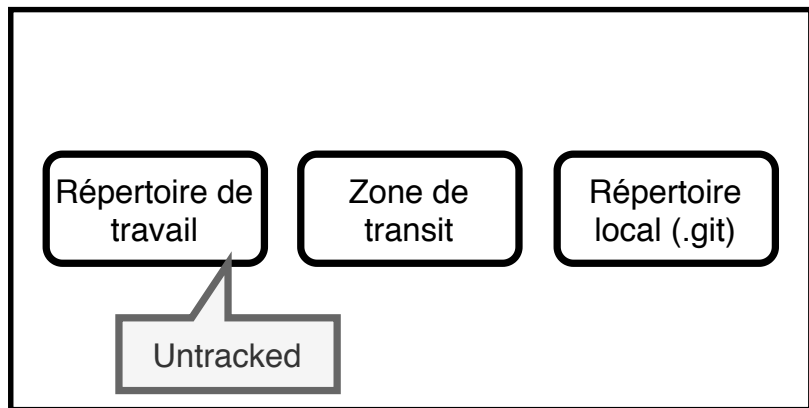 Répertoire de
travail
Zone de
transit
Répertoire
local (.git)
Untracked